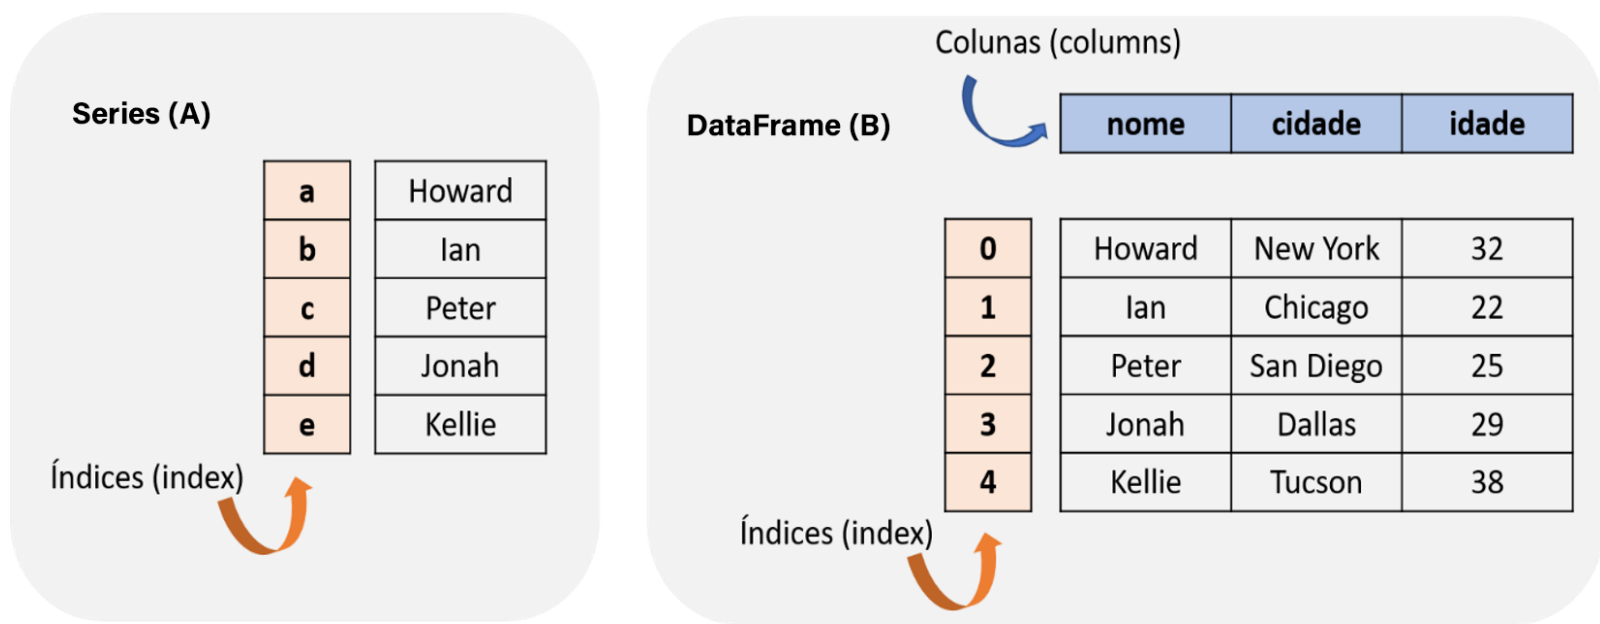 Series (A)
a Howard
b Ian
c Peter
d Jonah
e Kellie
Índices (index)
Colunas (columns)
DataFrame (B)
nome cidade idade
0 Howard New York 32
1 Ian Chicago 22
2 Peter San Diego 25
3 Jonah Dallas 29
4 Kellie Tucson 38
Índices (index)